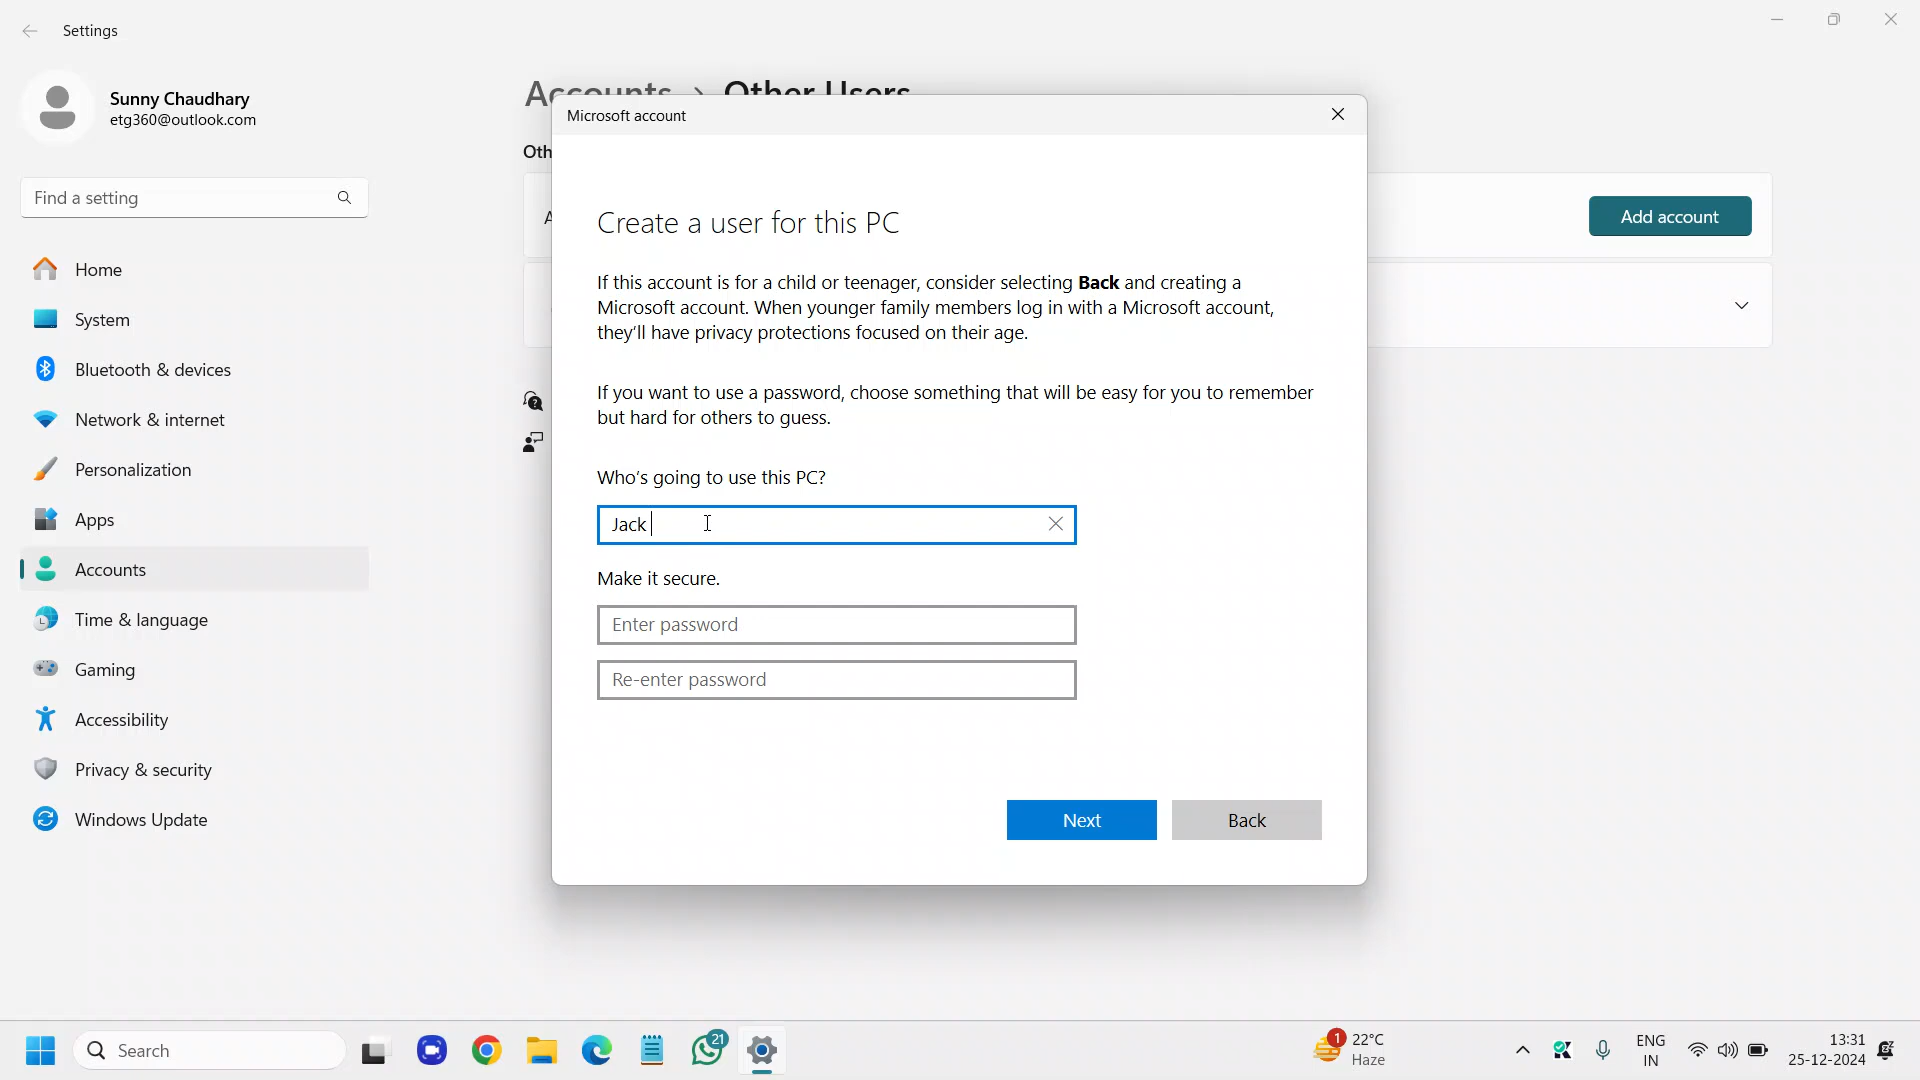 Settings
Sunny Chaudhary
etg360@outlook.com
Find a setting
Home
System
Bluetooth & devices
Network & internet
Personalization
Apps
Accounts
Time & language
Gaming
Accessibility
Privacy & security
Windows Update
Accounts > Other Users
Oth
A
Add account
Microsoft account
Create a user for this PC
If this account is for a child or teenager, consider selecting Back and creating a
Microsoft account. When younger family members log in with a Microsoft account,
they'll have privacy protections focused on their age.
If you want to use a password, choose something that will be easy for you to remember
but hard for others to guess.
Who's going to use this PC?
Jack
Make it secure.
Enter password
Re-enter password
Next
Back
Search
21
1
22°C
Haze
ENG
IN
13:31
25-12-2024